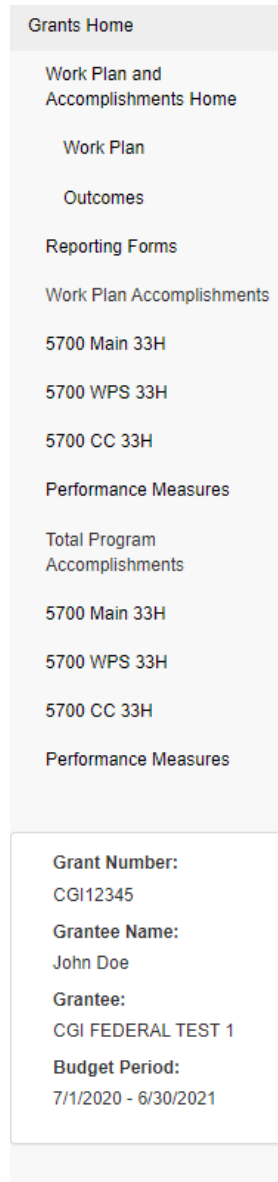 Grants Home
Work Plan and
Accomplishments Home
Work Plan
Outcomes
Reporting Forms
Work Plan Accomplishments
5700 Main 33H
5700 WPS 33H
5700 CC 33H
Performance Measures
Total Program
Accomplishments
5700 Main 33H
5700 WPS 33H
5700 CC 33H
Performance Measures
Grant Number:
CGI12345
Grantee Name:
John Doe
Grantee:
CGI FEDERAL TEST 1
Budget Period:
7/1/2020 - 6/30/2021